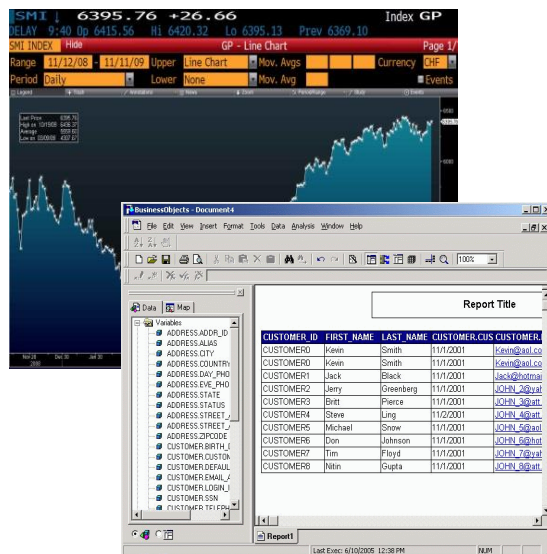 SMI ↓ 6395.76 +26.66 Index GP
DELAY 9:40 Op 6415.56 Hi 6420.32 Lo 6395.13 Prev 6369.10
SMI INDEX Hide GP - Line Chart Page 1/
Range 11/12/08 - 11/11/09 Upper Line Chart Mov. Avgs Currency CHF
Period Daily Lower None Mov. Avg Events
Last Price 6395.76
Average
BusinessObjects - Document4
File Edit View Insert Format Tools Data Analysis Window Help
100%
Data Map
Variables
ADDRESS.ADDR_ID
ADDRESS.ALIAS
ADDRESS.CITY
ADDRESS.COUNTRY
ADDRESS.DAY_PHO
ADDRESS.EVE_PHO
ADDRESS.STATE
ADDRESS.STATUS
ADDRESS.STREET_
ADDRESS.STREET_
ADDRESS.ZIPCODE
CUSTOMER.BIRTH_
CUSTOMER.CUSTOM
CUSTOMER.DEFAUL
CUSTOMER.EMAIL_A
CUSTOMER.LOGIN_I
CUSTOMER.SSN
CUSTOMER.TELEPH
Report Title
CUSTOMER_ID FIRST_NAME LAST_NAME CUSTOMER.CUS CUSTOMER.
CUSTOMER0 Kevin Smith 11/1/2001 Kevin@aol.co
CUSTOMER0 Kevin Smith 11/1/2001 Kevin@aol.co
CUSTOMER1 Jack Black 11/1/2001 Jack@hotmai
CUSTOMER2 Jerry Greenberg 11/1/2001 JOHN_2@yah
CUSTOMER3 Britt Pierce 11/1/2001 JOHN_3@att.
CUSTOMER4 Steve Ling 11/2/2001 JOHN_4@att.
CUSTOMER5 Michael Snow 11/1/2001 JOHN_5@aol
CUSTOMER6 Don Johnson 11/1/2001 JOHN_6@hot
CUSTOMER7 Tim Floyd 11/1/2001 JOHN_7@yah
CUSTOMER8 Nitin Gupta 11/1/2001 JOHN_8@att.
Report1
Last Exec: 6/10/2005 12:38 PM NUM